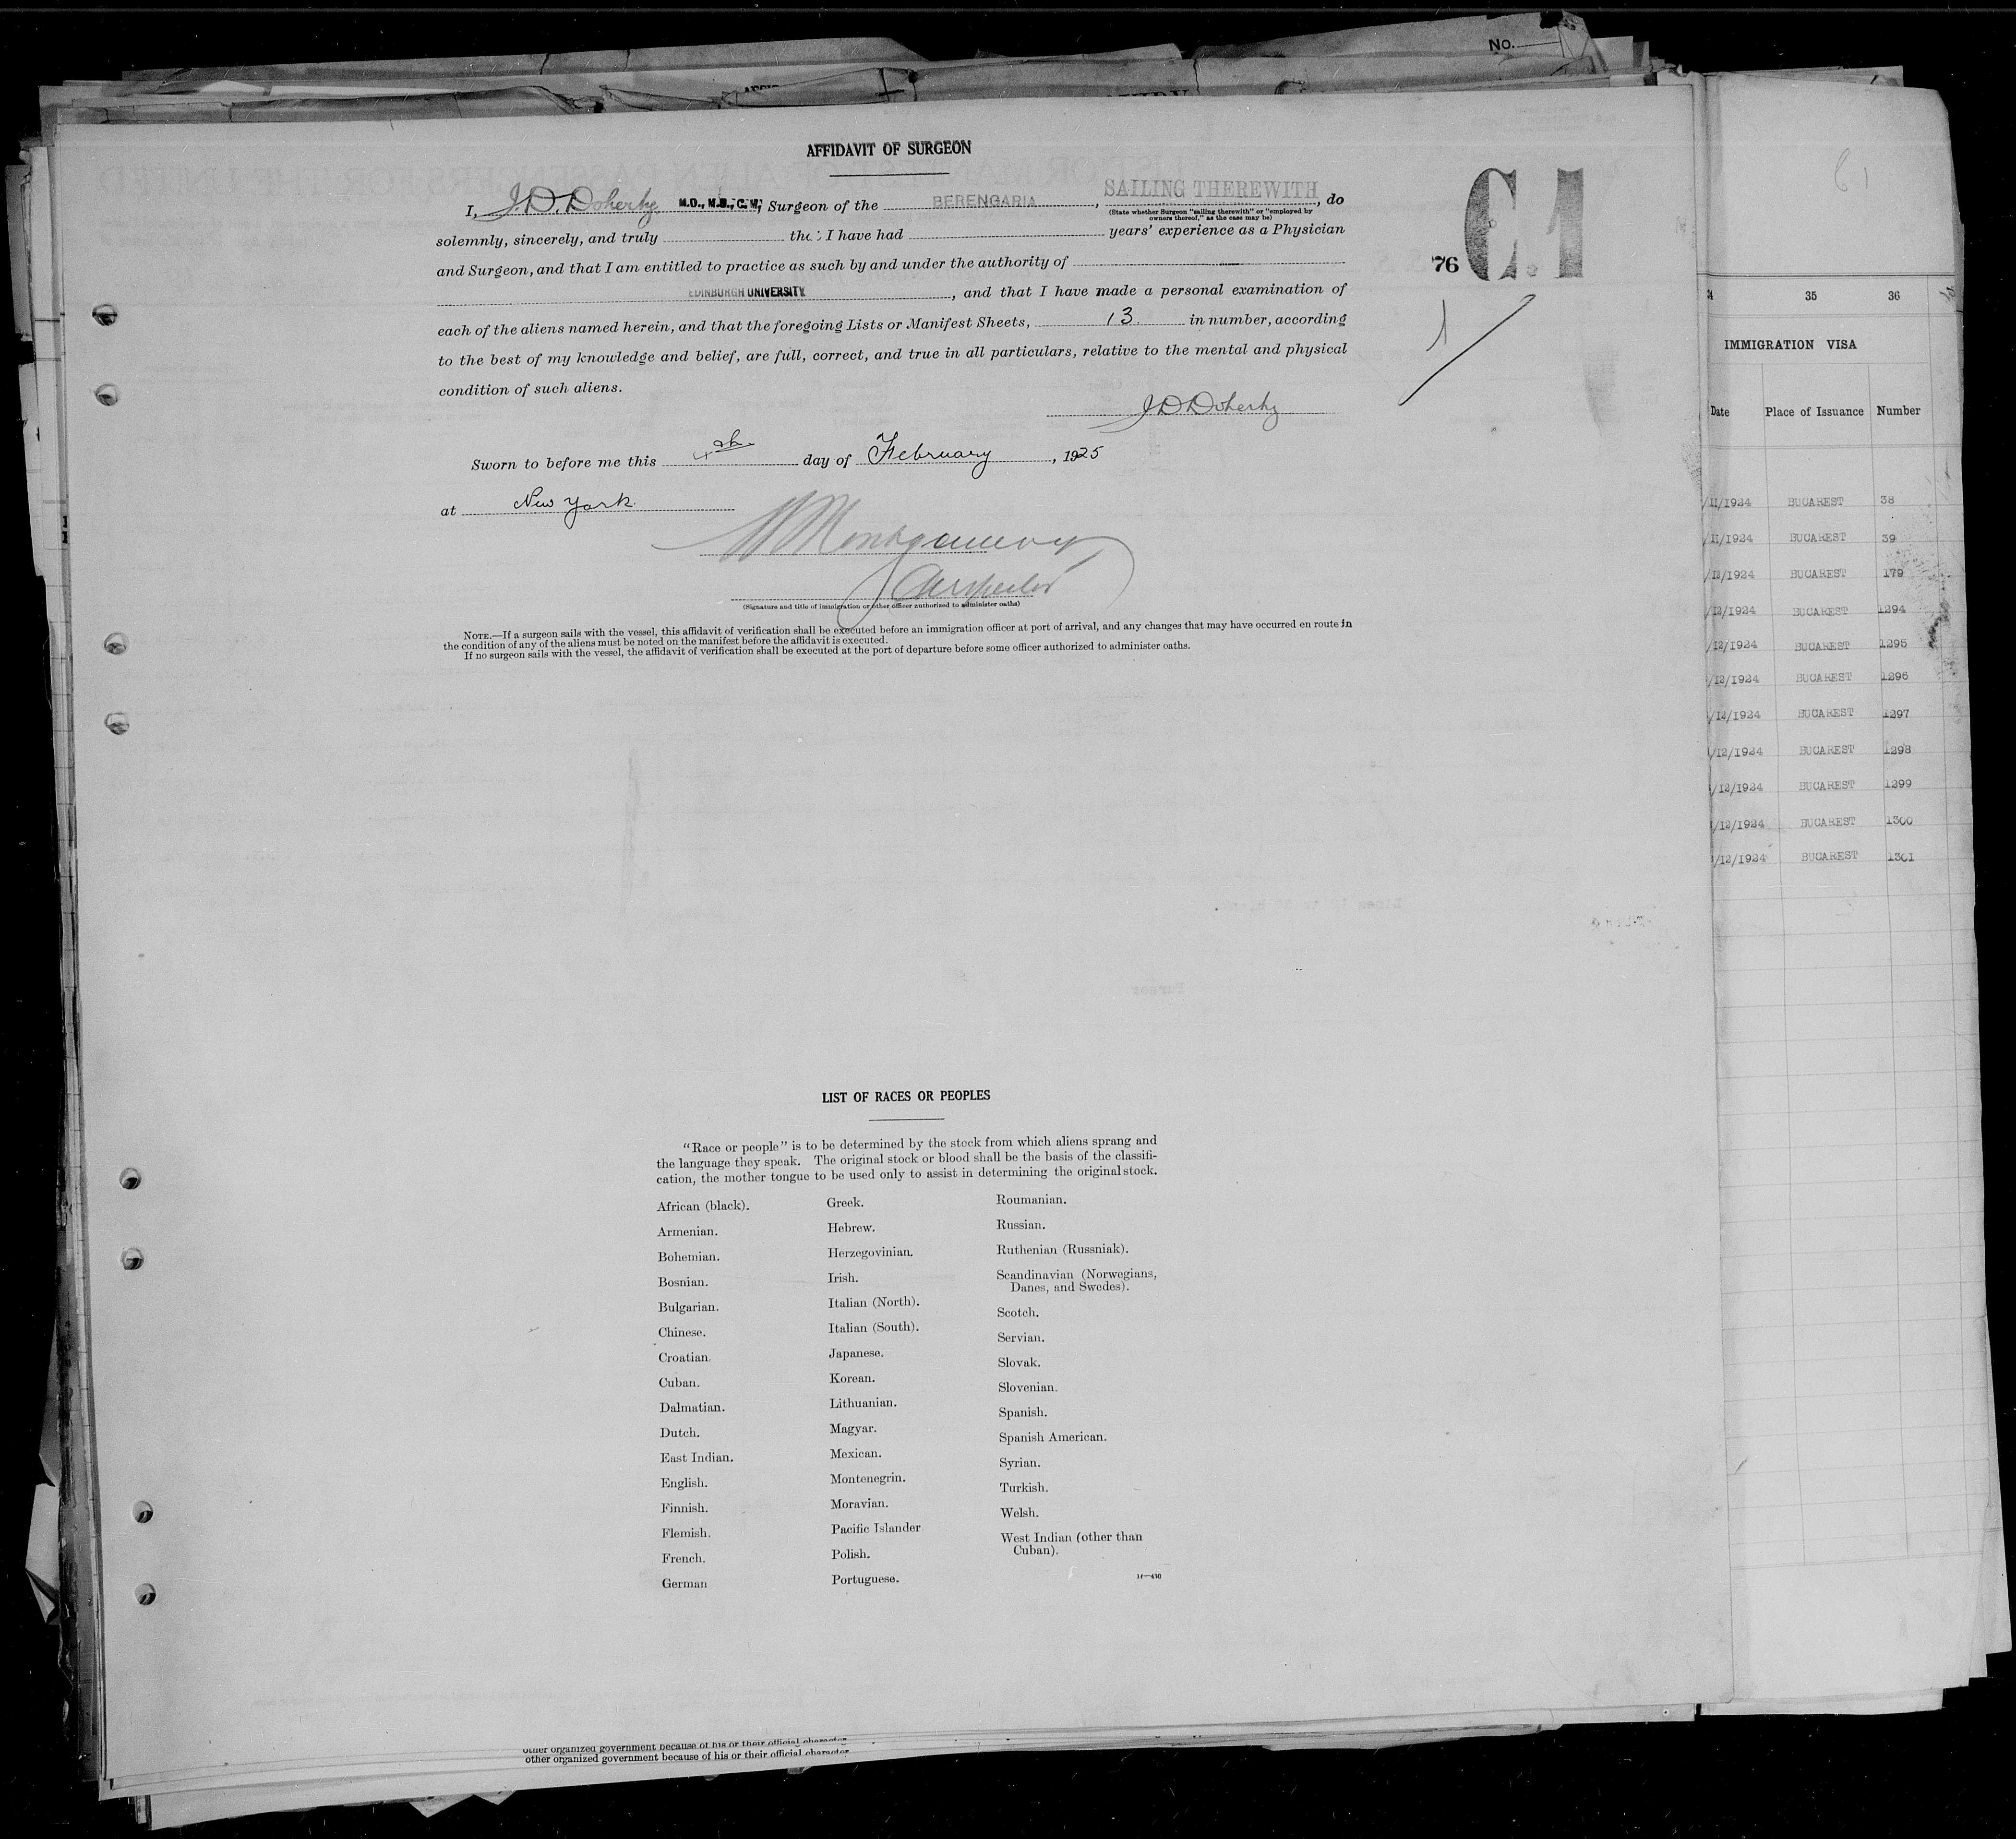 No.
AFFIDAVIT OF SURGEON
I, J.D. Doherty M.D., M.B., C.M., Surgeon of the BERENGARIA, SAILING THEREWITH, do
(State whether Surgeon "sailing therewith" or "employed by
owners thereof," as the case may be)
solemnly, sincerely, and truly that I have had years' experience as a Physician
and Surgeon, and that I am entitled to practice as such by and under the authority of
EDINBURGH UNIVERSITY, and that I have made a personal examination of
each of the aliens named herein, and that the foregoing Lists or Manifest Sheets, 13 in number, according
to the best of my knowledge and belief, are full, correct, and true in all particulars, relative to the mental and physical
condition of such aliens.
J D Doherty
Sworn to before me this 4th day of February, 1925
at New York.
Montgomery
Inspector
(Signature and title of immigration or other officer authorized to administer oaths)
NOTE.—If a surgeon sails with the vessel, this affidavit of verification shall be executed before an immigration officer at port of arrival, and any changes that may have occurred en route in
the condition of any of the aliens must be noted on the manifest before the affidavit is executed.
If no surgeon sails with the vessel, the affidavit of verification shall be executed at the port of departure before some officer authorized to administer oaths.
76 C1
1
LIST OF RACES OR PEOPLES
"Race or people" is to be determined by the stock from which aliens sprang and
the language they speak. The original stock or blood shall be the basis of the classifi-
cation, the mother tongue to be used only to assist in determining the original stock.
African (black).
Armenian.
Bohemian.
Bosnian.
Bulgarian.
Chinese.
Croatian.
Cuban.
Dalmatian.
Dutch.
East Indian.
English.
Finnish.
Flemish.
French.
German
Greek.
Hebrew.
Herzegovinian.
Irish.
Italian (North).
Italian (South).
Japanese.
Korean.
Lithuanian.
Magyar.
Mexican.
Montenegrin.
Moravian.
Pacific Islander
Polish.
Portuguese.
Roumanian.
Russian.
Ruthenian (Russniak).
Scandinavian (Norwegians,
Danes, and Swedes).
Scotch.
Servian.
Slovak.
Slovenian.
Spanish.
Spanish American.
Syrian.
Turkish.
Welsh.
West Indian (other than
Cuban).
other organized government because of his or their official character
other organized government because of his or their official character
35 36
IMMIGRATION VISA
Date Place of Issuance Number
/11/1924 BUCAREST 38
/11/1924 BUCAREST 39
/12/1924 BUCAREST 179
/12/1924 BUCAREST 1294
/12/1924 BUCAREST 1295
/12/1924 BUCAREST 1296
/12/1924 BUCAREST 1297
/12/1924 BUCAREST 1298
/12/1924 BUCAREST 1299
/12/1924 BUCAREST 1300
/12/1924 BUCAREST 1301